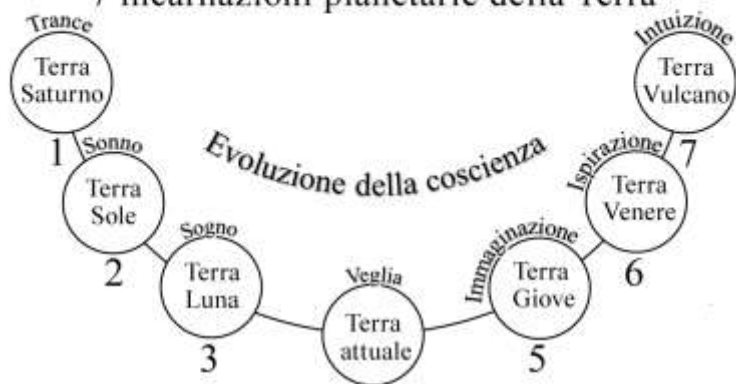 7 incarnazioni planetarie della Terra
Trance
Terra
Saturno
1
Sonno
Terra
Sole
2
Sogno
Terra
Luna
3
Veglia
Terra
attuale
Evoluzione della coscienza
Immaginazione
Terra
Giove
5
Ispirazione
Terra
Venere
6
Intuizione
Terra
Vulcano
7